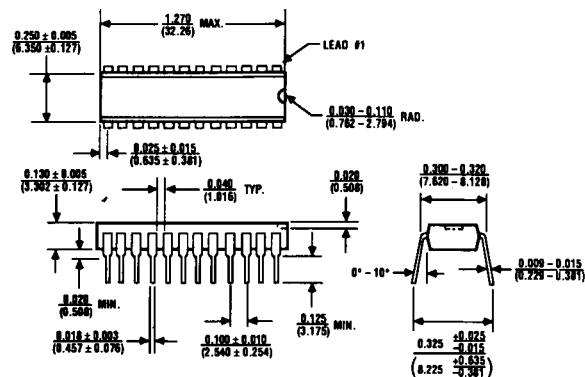 1.270
(32.26) MAX.
0.250 ± 0.005
(6.350 ± 0.127)
LEAD #1
0.030 – 0.110
(0.762 – 2.794) RAD.
0.025 ± 0.015
(0.635 ± 0.381)
0.130 ± 0.005
(3.302 ± 0.127)
0.040
(1.016) TYP.
0.020
(0.508)
0.300 – 0.320
(7.620 – 8.128)
0° – 10°
0.009 – 0.015
(0.229 – 0.381)
0.020
(0.508) MIN.
0.125
(3.175) MIN.
0.018 ± 0.003
(0.457 ± 0.076)
0.100 ± 0.010
(2.540 ± 0.254)
0.325 +0.025
–0.015
(8.225 +0.635
–0.381)